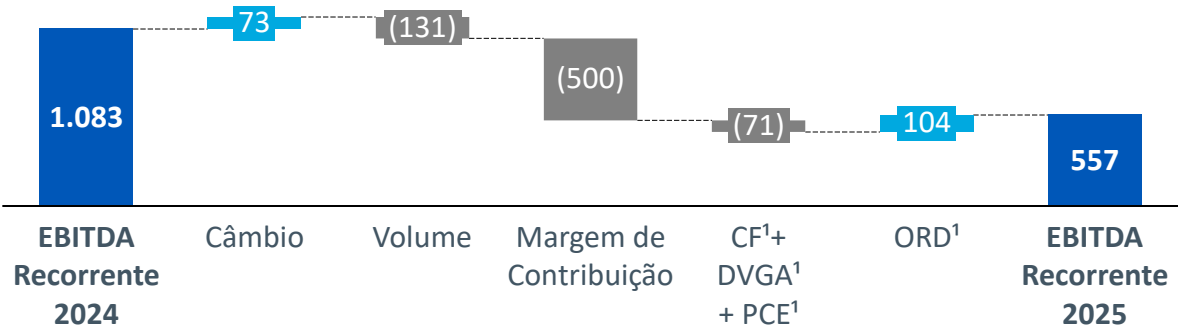 73
(131)
(500)
1.083
(71)
104
557
EBITDA
Recorrente
2024
Câmbio
Volume
Margem de
Contribuição
CF¹+
DVGA¹
+ PCE¹
ORD¹
EBITDA
Recorrente
2025